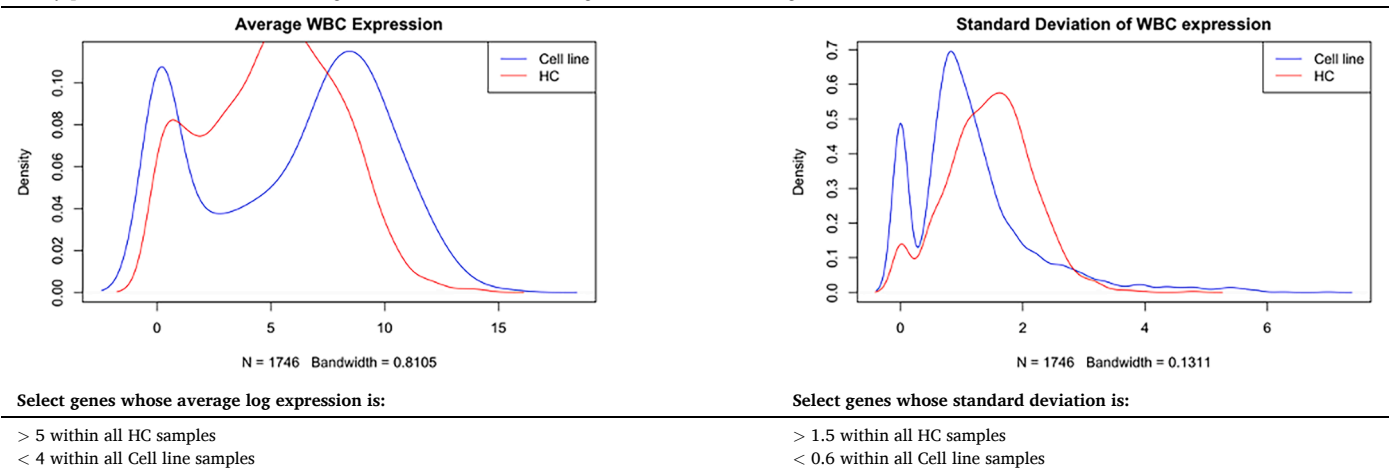 Average WBC Expression
Cell line
HC
Density
0.00 0.02 0.04 0.06 0.08 0.10
0 5 10 15
N = 1746 Bandwidth = 0.8105
Standard Deviation of WBC expression
Cell line
HC
Density
0.0 0.1 0.2 0.3 0.4 0.5 0.6 0.7
0 2 4 6
N = 1746 Bandwidth = 0.1311
Select genes whose average log expression is:
Select genes whose standard deviation is:
> 5 within all HC samples
> 1.5 within all HC samples
< 4 within all Cell line samples
< 0.6 within all Cell line samples